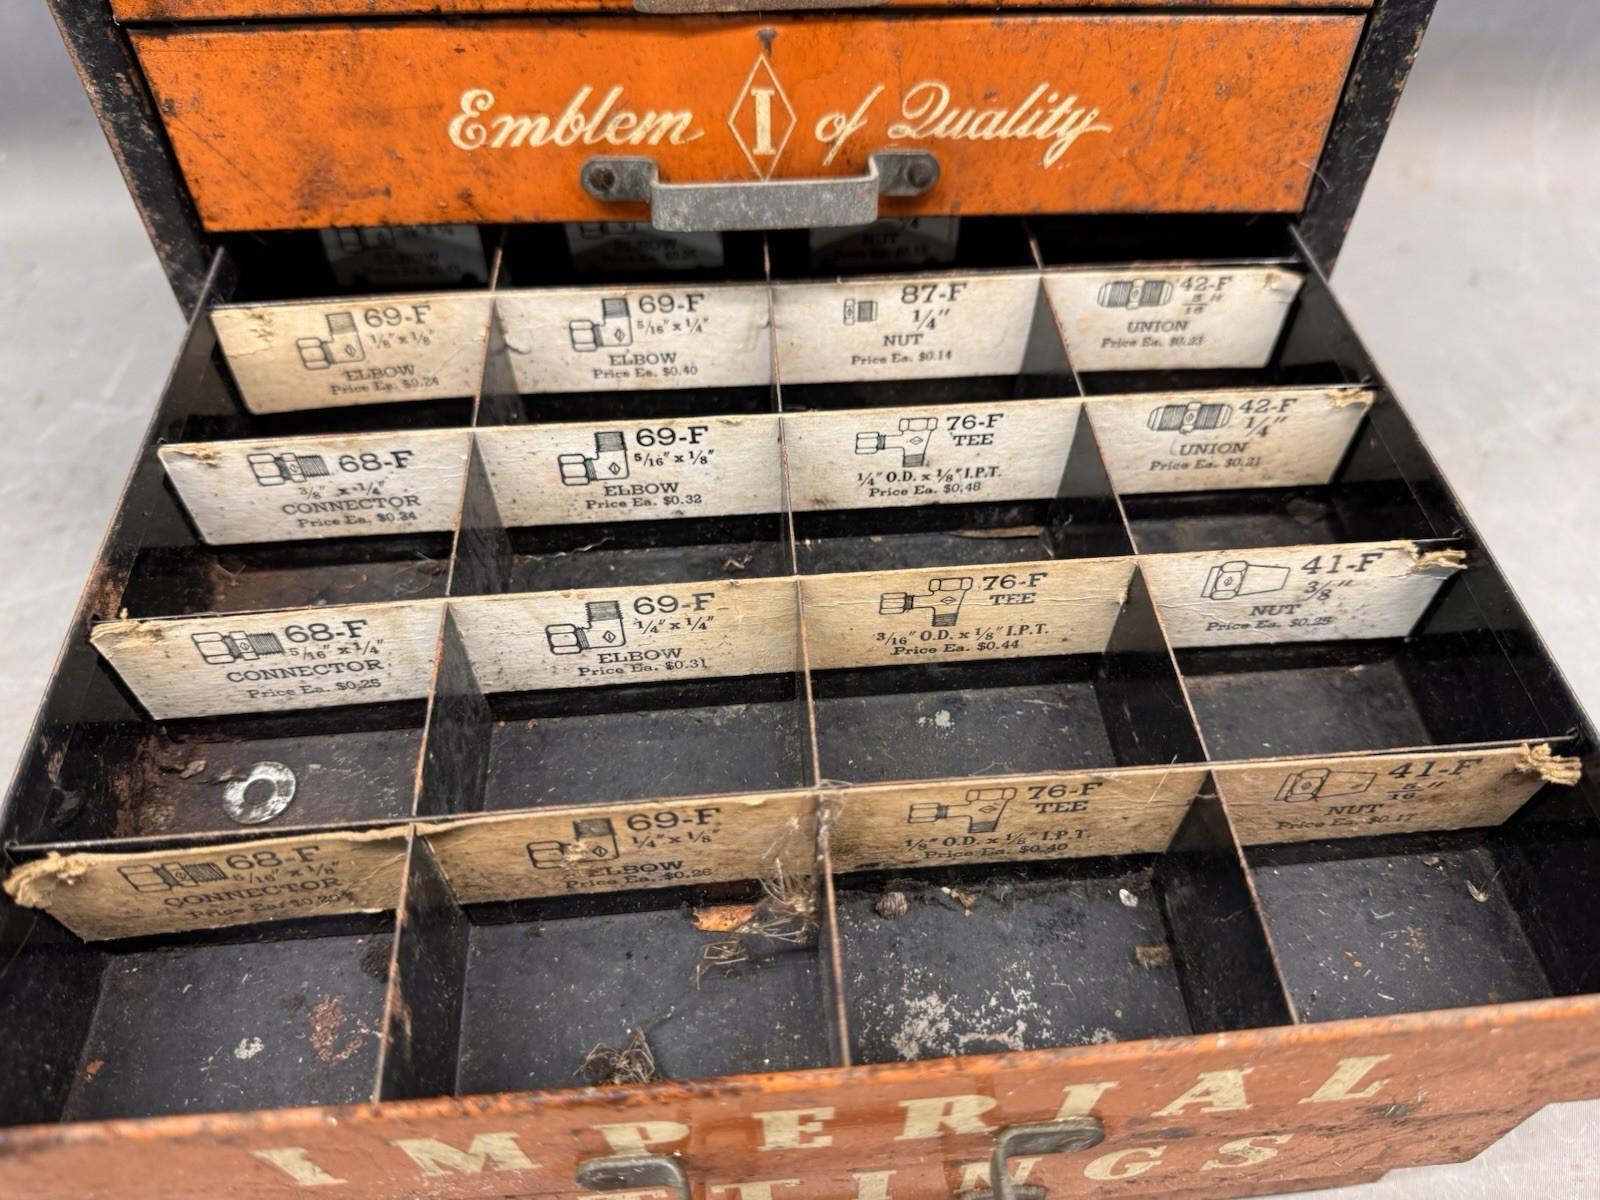 Emblem I of Quality
ELBOW
ELBOW
NUT
69-F
1/8" x 1/8"
ELBOW
Price Ea. $0.24
69-F
5/16" x 1/4"
ELBOW
Price Ea. $0.40
87-F
1/4"
NUT
Price Ea. $0.14
42-F
5/16"
UNION
Price Ea. $0.23
68-F
3/8" x 1/4"
CONNECTOR
Price Ea. $0.34
69-F
5/16" x 1/8"
ELBOW
Price Ea. $0.32
76-F
TEE
1/4" O.D. x 1/8" I.P.T.
Price Ea. $0.48
42-F
1/4"
UNION
Price Ea. $0.21
68-F
5/16" x 1/4"
CONNECTOR
Price Ea. $0.25
69-F
1/4" x 1/4"
ELBOW
Price Ea. $0.31
76-F
TEE
3/16" O.D. x 1/8" I.P.T.
Price Ea. $0.44
41-F
3/8"
NUT
Price Ea. $0.25
68-F
5/16" x 1/8"
CONNECTOR
Price Ea.
69-F
1/4" x 1/8"
ELBOW
Price Ea. $0.26
76-F
TEE
1/8" O.D. x 1/8" I.P.T.
Price Ea. $0.40
41-F
5/16"
NUT
Price Ea. $0.17
IMPERIAL
TTINGS